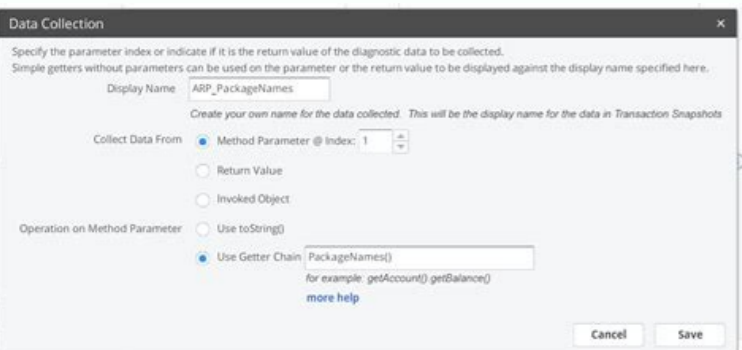 Data Collection ×
Specify the parameter index or indicate if it is the return value of the diagnostic data to be collected.
Simple getters without parameters can be used on the parameter or the return value to be displayed against the display name specified here.
Display Name ARP_PackageNames
Create your own name for the data collected. This will be the display name for the data in Transaction Snapshots
Collect Data From Method Parameter @ Index: 1
Return Value
Invoked Object
Operation on Method Parameter Use toString()
Use Getter Chain PackageNames()
for example: getAccount().getBalance()
more help
Cancel Save